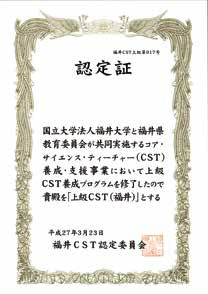 福井CST上級第017号
認定証
国立大学法人福井大学と福井県
教育委員会が共同実施するコア・
サイエンス・ティーチャー(CST)
養成・支援事業において上級
CST養成プログラムを修了したので
貴殿を「上級CST(福井)」とする
平成27年3月23日
福井CST認定委員会